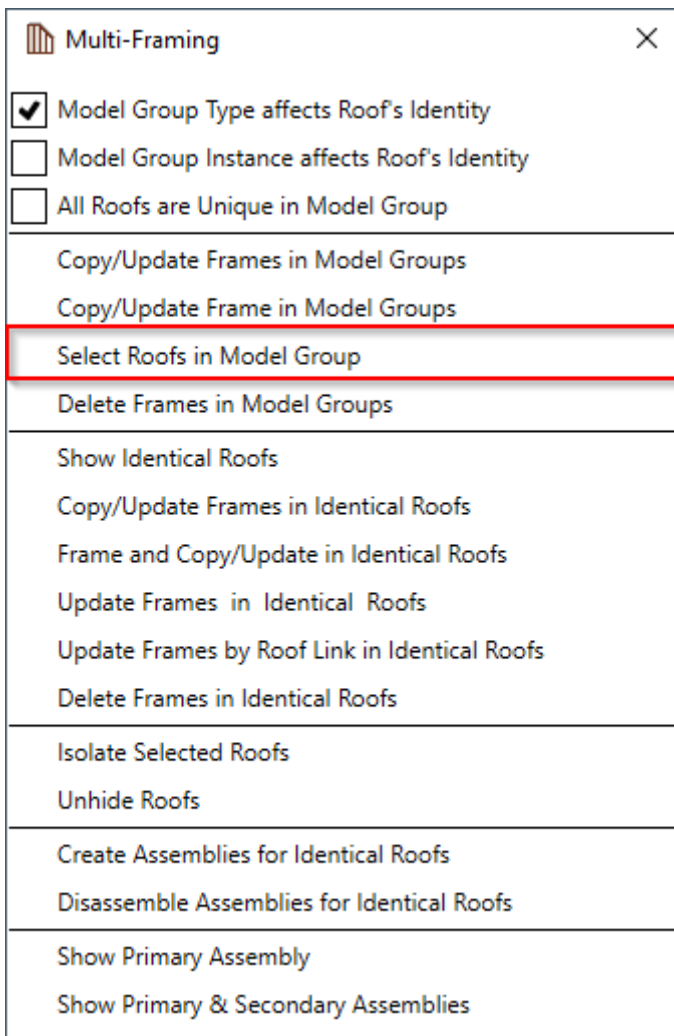 Multi-Framing
Model Group Type affects Roof's Identity
Model Group Instance affects Roof's Identity
All Roofs are Unique in Model Group
Copy/Update Frames in Model Groups
Copy/Update Frame in Model Groups
Select Roofs in Model Group
Delete Frames in Model Groups
Show Identical Roofs
Copy/Update Frames in Identical Roofs
Frame and Copy/Update in Identical Roofs
Update Frames  in  Identical  Roofs
Update Frames by Roof Link in Identical Roofs
Delete Frames in Identical Roofs
Isolate Selected Roofs
Unhide Roofs
Create Assemblies for Identical Roofs
Disassemble Assemblies for Identical Roofs
Show Primary Assembly
Show Primary & Secondary Assemblies